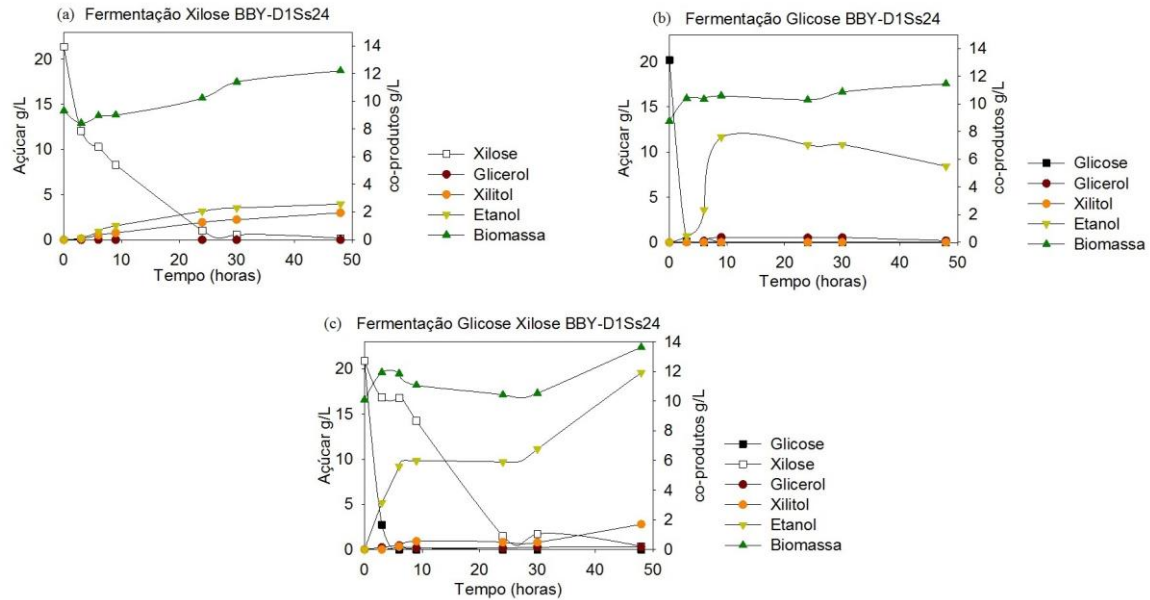 (a) Fermentação Xilose BBY-D1Ss24
Açúcar g/L
20
15
10
5
0
14
12
10
8
6
4
2
0
co-produtos g/L
0 10 20 30 40 50
Tempo (horas)
Xilose
Glicerol
Xilitol
Etanol
Biomassa
(b) Fermentação Glicose BBY-D1Ss24
Açúcar g/L
20
15
10
5
0
14
12
10
8
6
4
2
0
co-produtos g/L
0 10 20 30 40 50
Tempo (horas)
Glicose
Glicerol
Xilitol
Etanol
Biomassa
(c) Fermentação Glicose Xilose BBY-D1Ss24
Açúcar g/L
20
15
10
5
0
14
12
10
8
6
4
2
0
co-produtos g/L
0 10 20 30 40 50
Tempo (horas)
Glicose
Xilose
Glicerol
Xilitol
Etanol
Biomassa